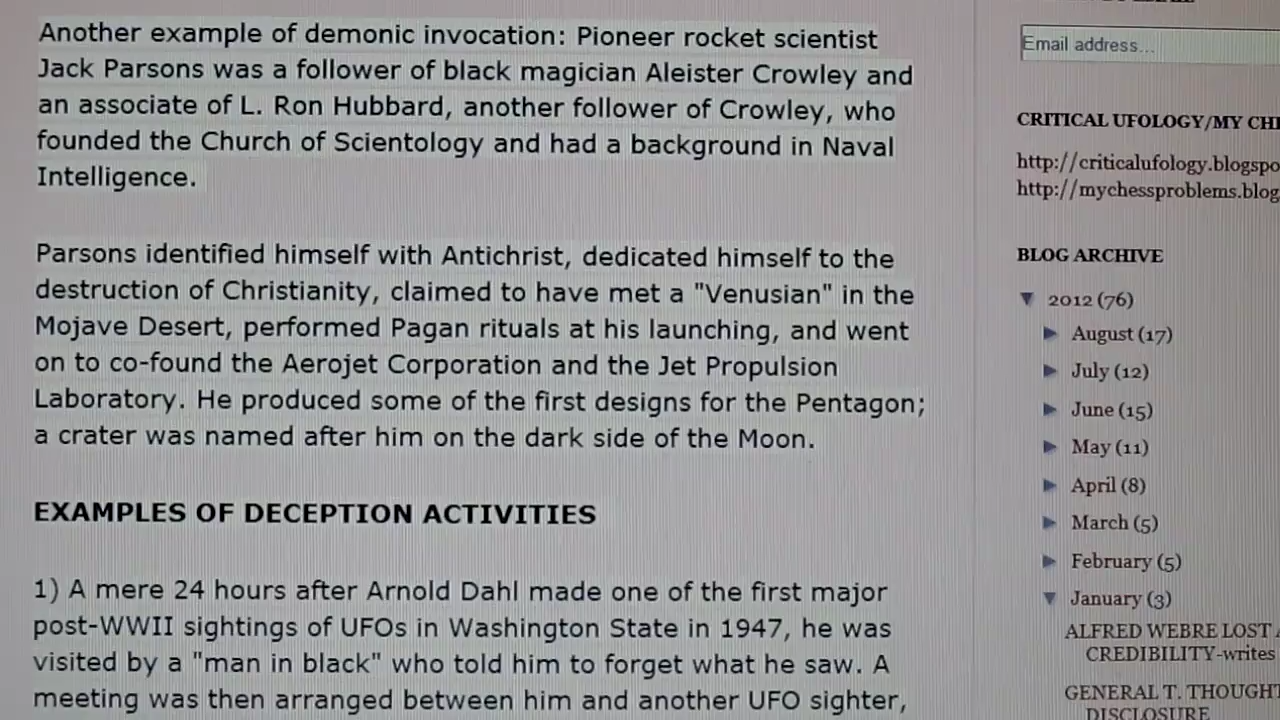 Another example of demonic invocation: Pioneer rocket scientist
Jack Parsons was a follower of black magician Aleister Crowley and
an associate of L. Ron Hubbard, another follower of Crowley, who
founded the Church of Scientology and had a background in Naval
Intelligence.
Parsons identified himself with Antichrist, dedicated himself to the
destruction of Christianity, claimed to have met a "Venusian" in the
Mojave Desert, performed Pagan rituals at his launching, and went
on to co-found the Aerojet Corporation and the Jet Propulsion
Laboratory. He produced some of the first designs for the Pentagon;
a crater was named after him on the dark side of the Moon.
EXAMPLES OF DECEPTION ACTIVITIES
1) A mere 24 hours after Arnold Dahl made one of the first major
post-WWII sightings of UFOs in Washington State in 1947, he was
visited by a "man in black" who told him to forget what he saw. A
meeting was then arranged between him and another UFO sighter,
Email address...
CRITICAL UFOLOGY/MY CHE
http://criticalufology.blogspo
http://mychessproblems.blog
BLOG ARCHIVE
▼ 2012 (76)
► August (17)
► July (12)
► June (15)
► May (11)
► April (8)
► March (5)
► February (5)
▼ January (3)
ALFRED WEBRE LOST
CREDIBILITY-writes
GENERAL T. THOUGHT
DISCLOSURE